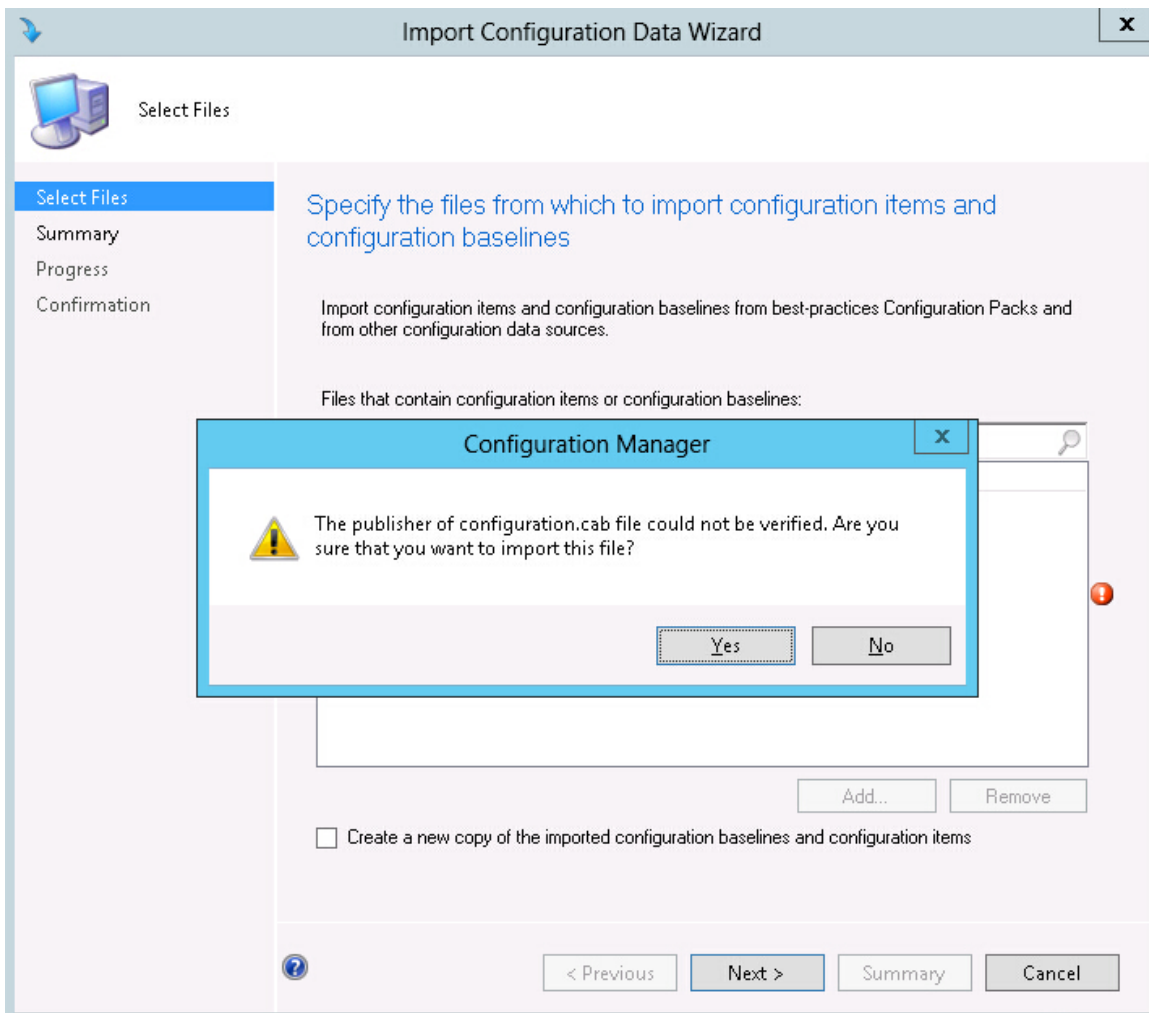 Import Configuration Data Wizard
x
Select Files
Select Files
Summary
Progress
Confirmation
Specify the files from which to import configuration items and
configuration baselines
Import configuration items and configuration baselines from best-practices Configuration Packs and
from other configuration data sources.
Files that contain configuration items or configuration baselines:
Configuration Manager
x
The publisher of configuration.cab file could not be verified. Are you
sure that you want to import this file?
Yes
No
Add...
Remove
Create a new copy of the imported configuration baselines and configuration items
< Previous
Next >
Summary
Cancel